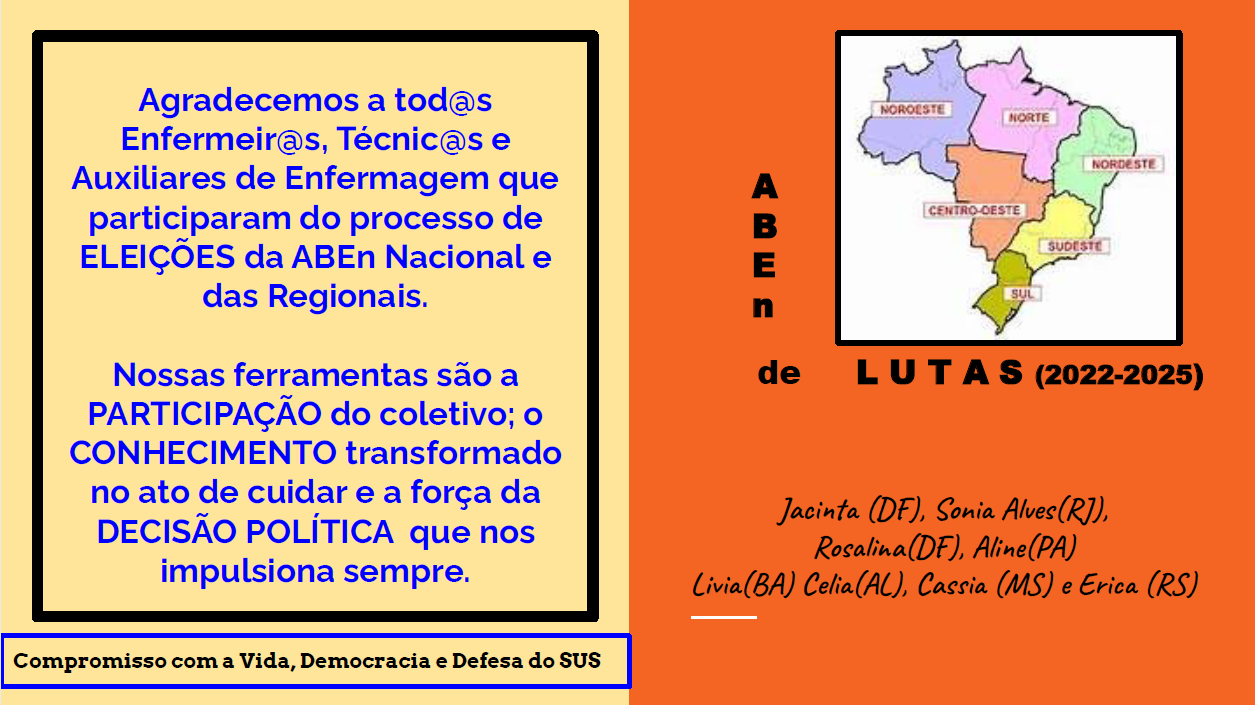 Agradecemos a tod@s
Enfermeir@s, Técnic@s e
Auxiliares de Enfermagem que
participaram do processo de
ELEIÇÕES da ABEn Nacional e
das Regionais.
Nossas ferramentas são a
PARTICIPAÇÃO do coletivo; o
CONHECIMENTO transformado
no ato de cuidar e a força da
DECISÃO POLÍTICA que nos
impulsiona sempre.
Compromisso com a Vida, Democracia e Defesa do SUS
NOROESTE
NORTE
NORDESTE
CENTRO-OESTE
SUDESTE
SUL
A
B
E
n
de L U T A S (2022-2025)
Jacinta (DF), Sonia Alves(RJ),
Rosalina(DF), Aline(PA)
Livia(BA) Celia(AL), Cassia (MS) e Erica (RS)